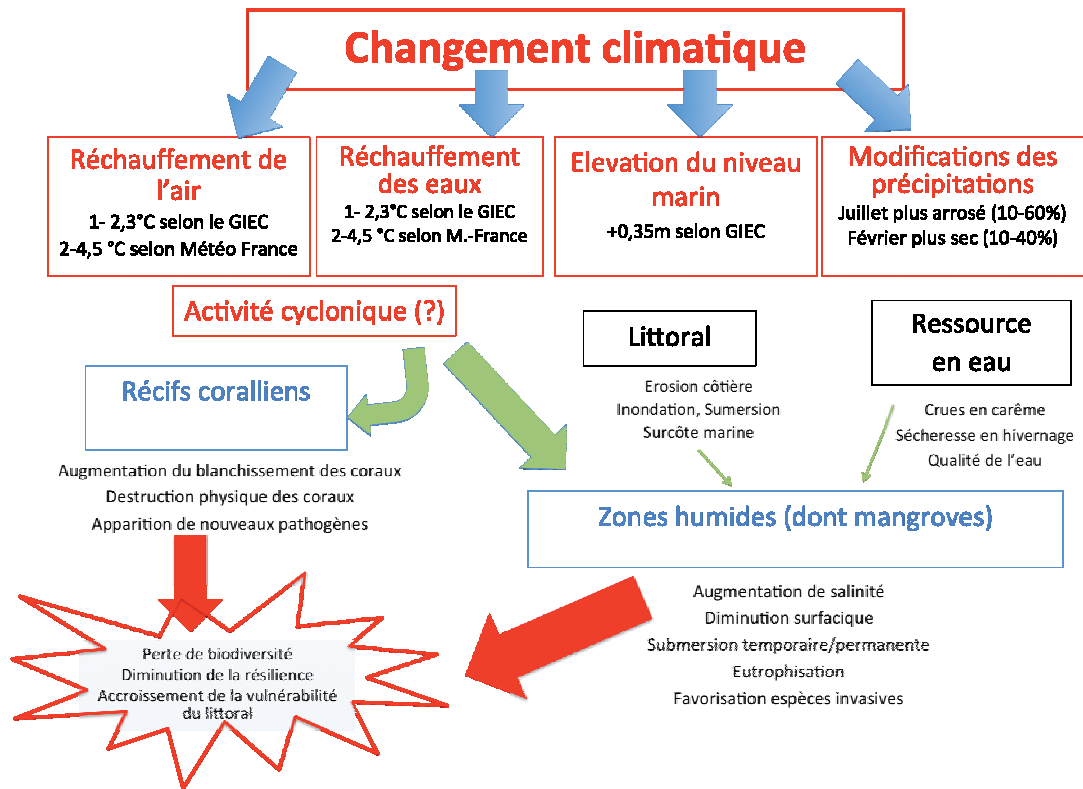 Changement climatique
Réchauffement de
l'air
1- 2,3°C selon le GIEC
2-4,5 °C selon Météo France
Réchauffement
des eaux
1- 2,3°C selon le GIEC
2-4,5 °C selon M.-France
Elevation du niveau
marin
+0,35m selon GIEC
Modifications des
précipitations
Juillet plus arrosé (10-60%)
Février plus sec (10-40%)
Activité cyclonique (?)
Littoral
Erosion côtière
Inondation, Sumersion
Surcôte marine
Ressource
en eau
Crues en carême
Sécheresse en hivernage
Qualité de l'eau
Récifs coralliens
Augmentation du blanchissement des coraux
Destruction physique des coraux
Apparition de nouveaux pathogènes
Zones humides (dont mangroves)
Augmentation de salinité
Diminution surfacique
Submersion temporaire/permanente
Eutrophisation
Favorisation espèces invasives
Perte de biodiversité
Diminution de la résilience
Accroissement de la vulnérabilité
du littoral